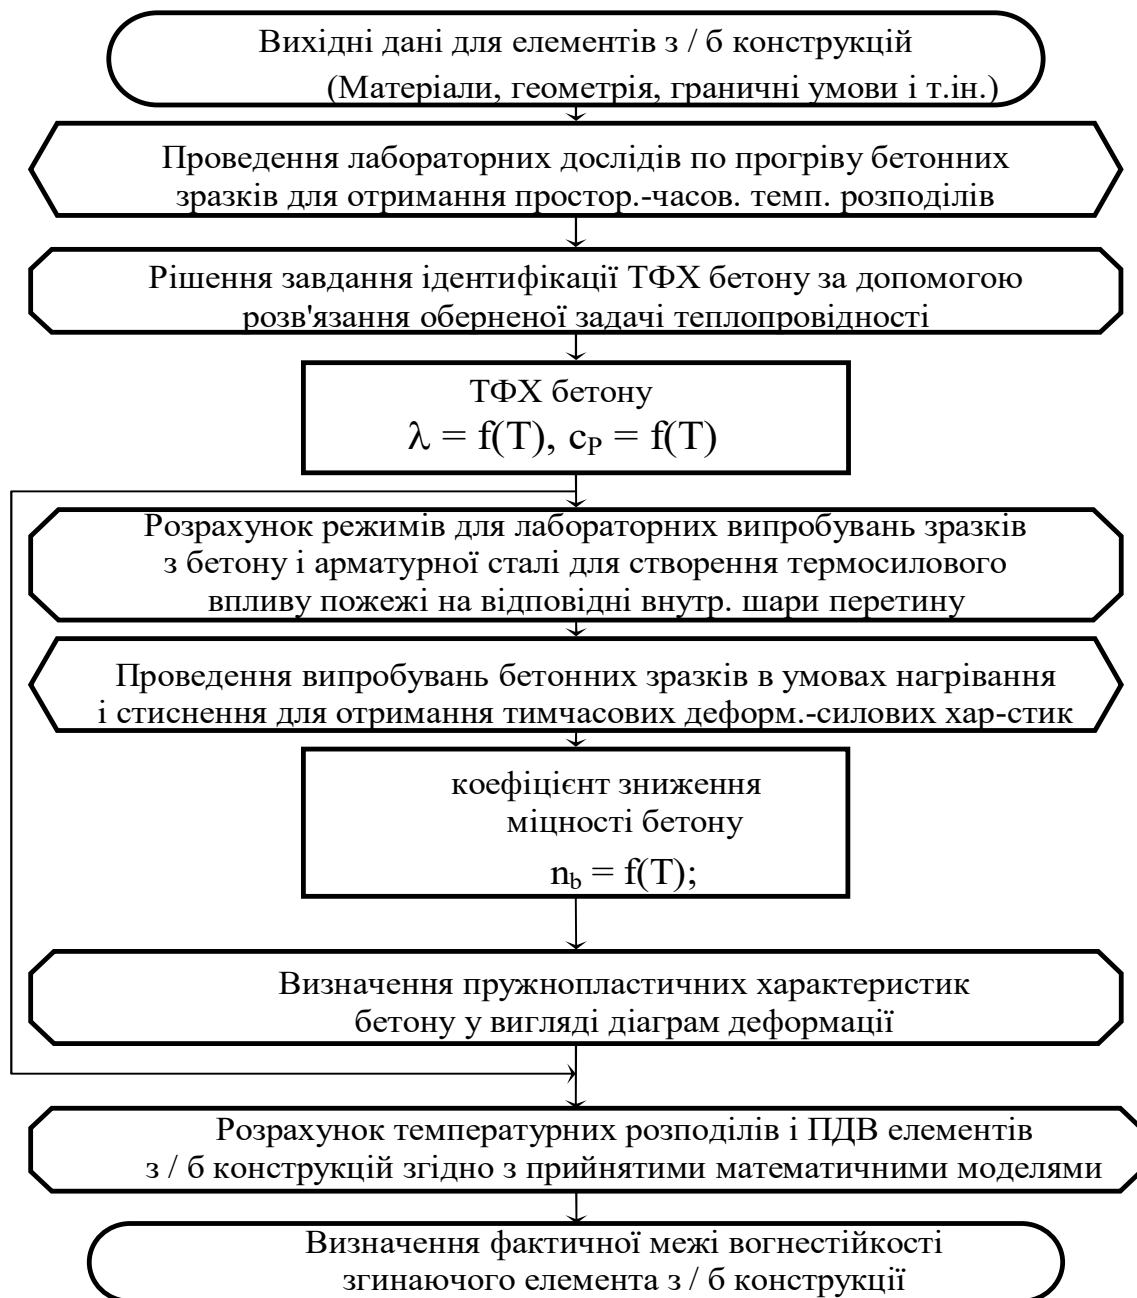 Вихідні дані для елементів з / б конструкцій
(Матеріали, геометрія, граничні умови і т.ін.)
Проведення лабораторних дослідів по прогріву бетонних
зразків для отримання простор.-часов. темп. розподілів
Рішення завдання ідентифікації ТФХ бетону за допомогою
розв'язання оберненої задачі теплопровідності
ТФХ бетону
λ = f(T), cP = f(T)
Розрахунок режимів для лабораторних випробувань зразків
з бетону і арматурної сталі для створення термосилового
впливу пожежі на відповідні внутр. шари перетину
Проведення випробувань бетонних зразків в умовах нагрівання
і стиснення для отримання тимчасових деформ.-силових хар-стик
коефіцієнт зниження
міцності бетону
nb = f(T);
Визначення пружнопластичних характеристик
бетону у вигляді діаграм деформації
Розрахунок температурних розподілів і ПДВ елементів
з / б конструкцій згідно з прийнятими математичними моделями
Визначення фактичної межі вогнестійкості
згинаючого елемента з / б конструкції